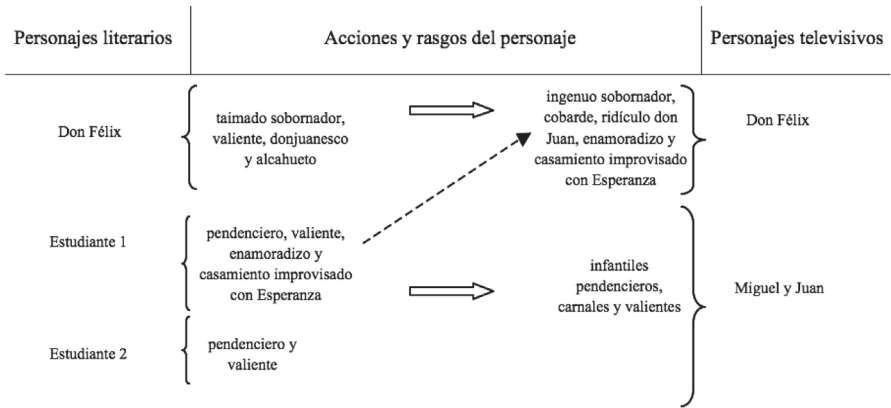 Personajes literarios
Acciones y rasgos del personaje
Personajes televisivos
Don Félix
taimado sobornador,
valiente, donjuanesco
y alcahueto
ingenuo sobornador,
cobarde, ridículo don
Juan, enamoradizo y
casamiento improvisado
con Esperanza
Don Félix
Estudiante 1
pendenciero, valiente,
enamoradizo y
casamiento improvisado
con Esperanza
infantiles
pendencieros,
carnales y valientes
Miguel y Juan
Estudiante 2
pendenciero y
valiente